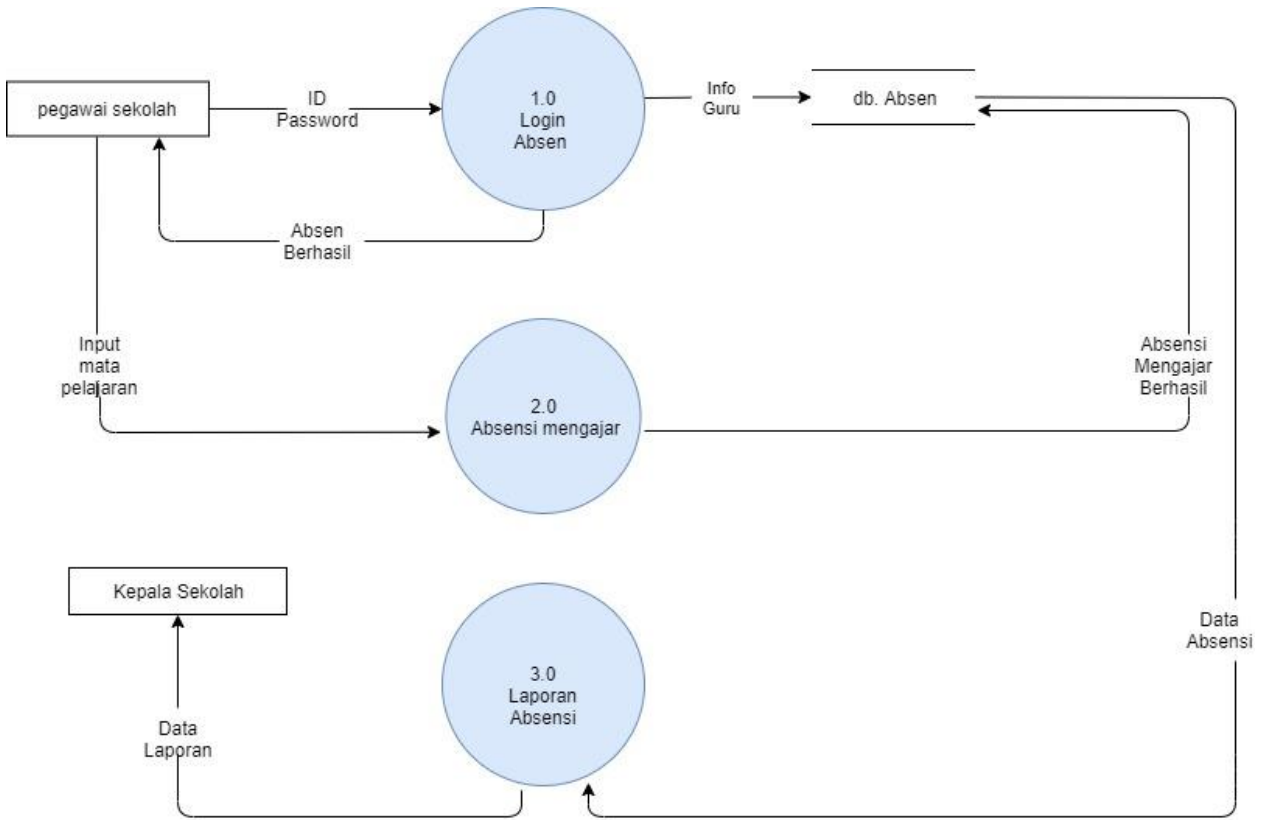 pegawai sekolah
ID
Password
1.0
Login
Absen
Info
Guru
db. Absen
Absen
Berhasil
Input
mata
pelajaran
2.0
Absensi mengajar
Absensi
Mengajar
Berhasil
Kepala Sekolah
3.0
Laporan
Absensi
Data
Absensi
Data
Laporan